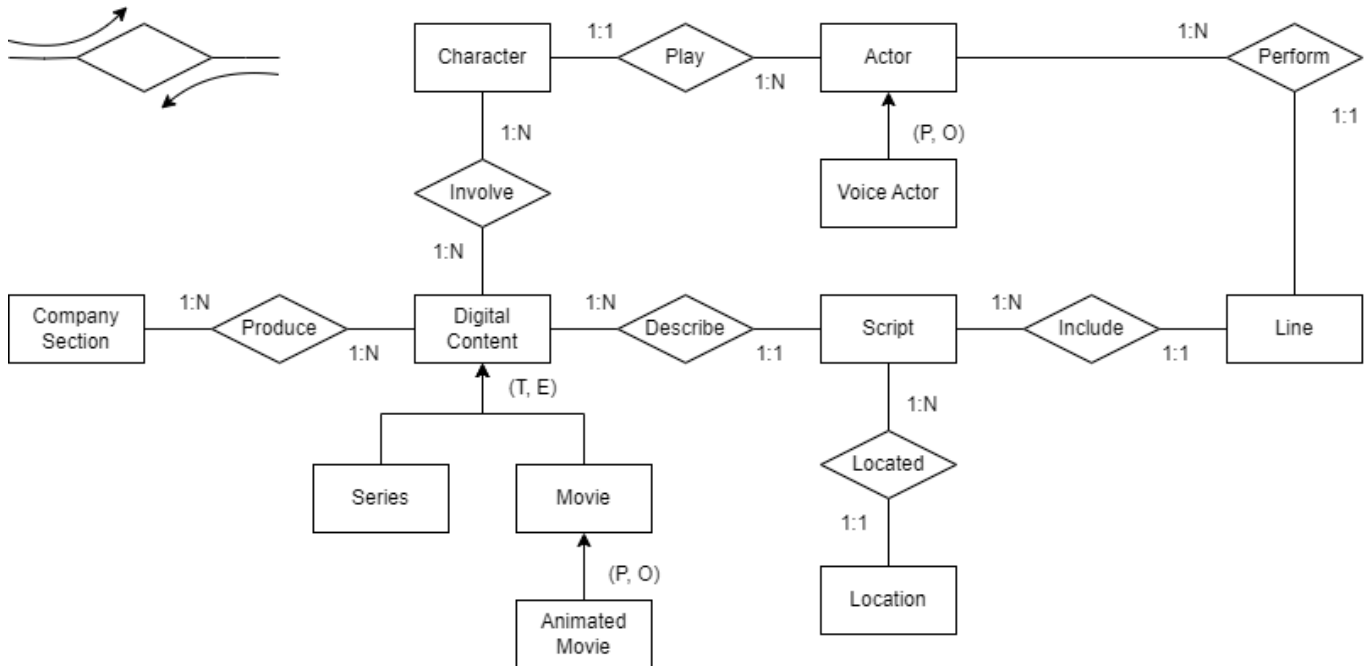 Character
1:1
Play
1:N
Actor
1:N
Perform
1:1
1:N
(P, O)
Involve
Voice Actor
1:N
Company
Section
1:N
Produce
1:N
Digital
Content
1:N
Describe
1:1
Script
1:N
Include
1:1
Line
(T, E)
1:N
Located
Series
Movie
1:1
(P, O)
Location
Animated
Movie